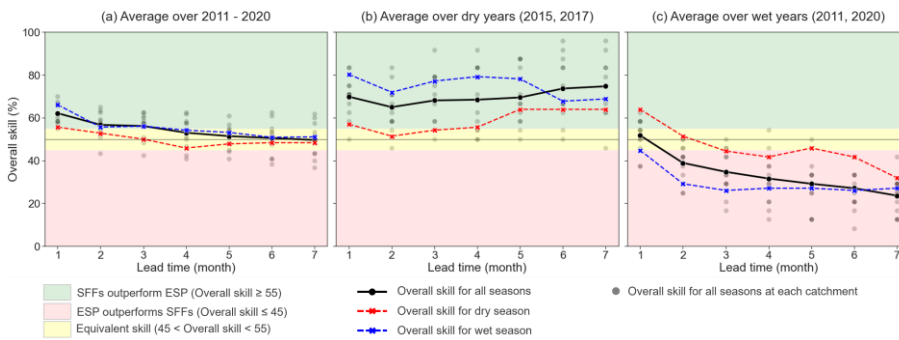 (a) Average over 2011 - 2020
(b) Average over dry years (2015, 2017)
(c) Average over wet years (2011, 2020)
Overall skill (%)
100
80
60
40
20
0
1 2 3 4 5 6 7
1 2 3 4 5 6 7
1 2 3 4 5 6 7
Lead time (month)
Lead time (month)
Lead time (month)
SFFs outperform ESP (Overall skill ≥ 55)
ESP outperforms SFFs (Overall skill ≤ 45)
Equivalent skill (45 < Overall skill < 55)
Overall skill for all seasons
Overall skill for dry season
Overall skill for wet season
Overall skill for all seasons at each catchment